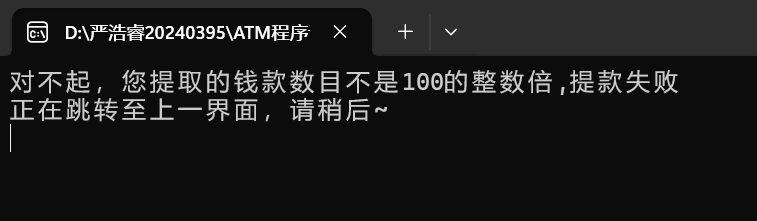 D:\严浩睿20240395\ATM程序
对不起，您提取的钱款数目不是100的整数倍,提款失败
正在跳转至上一界面，请稍后~